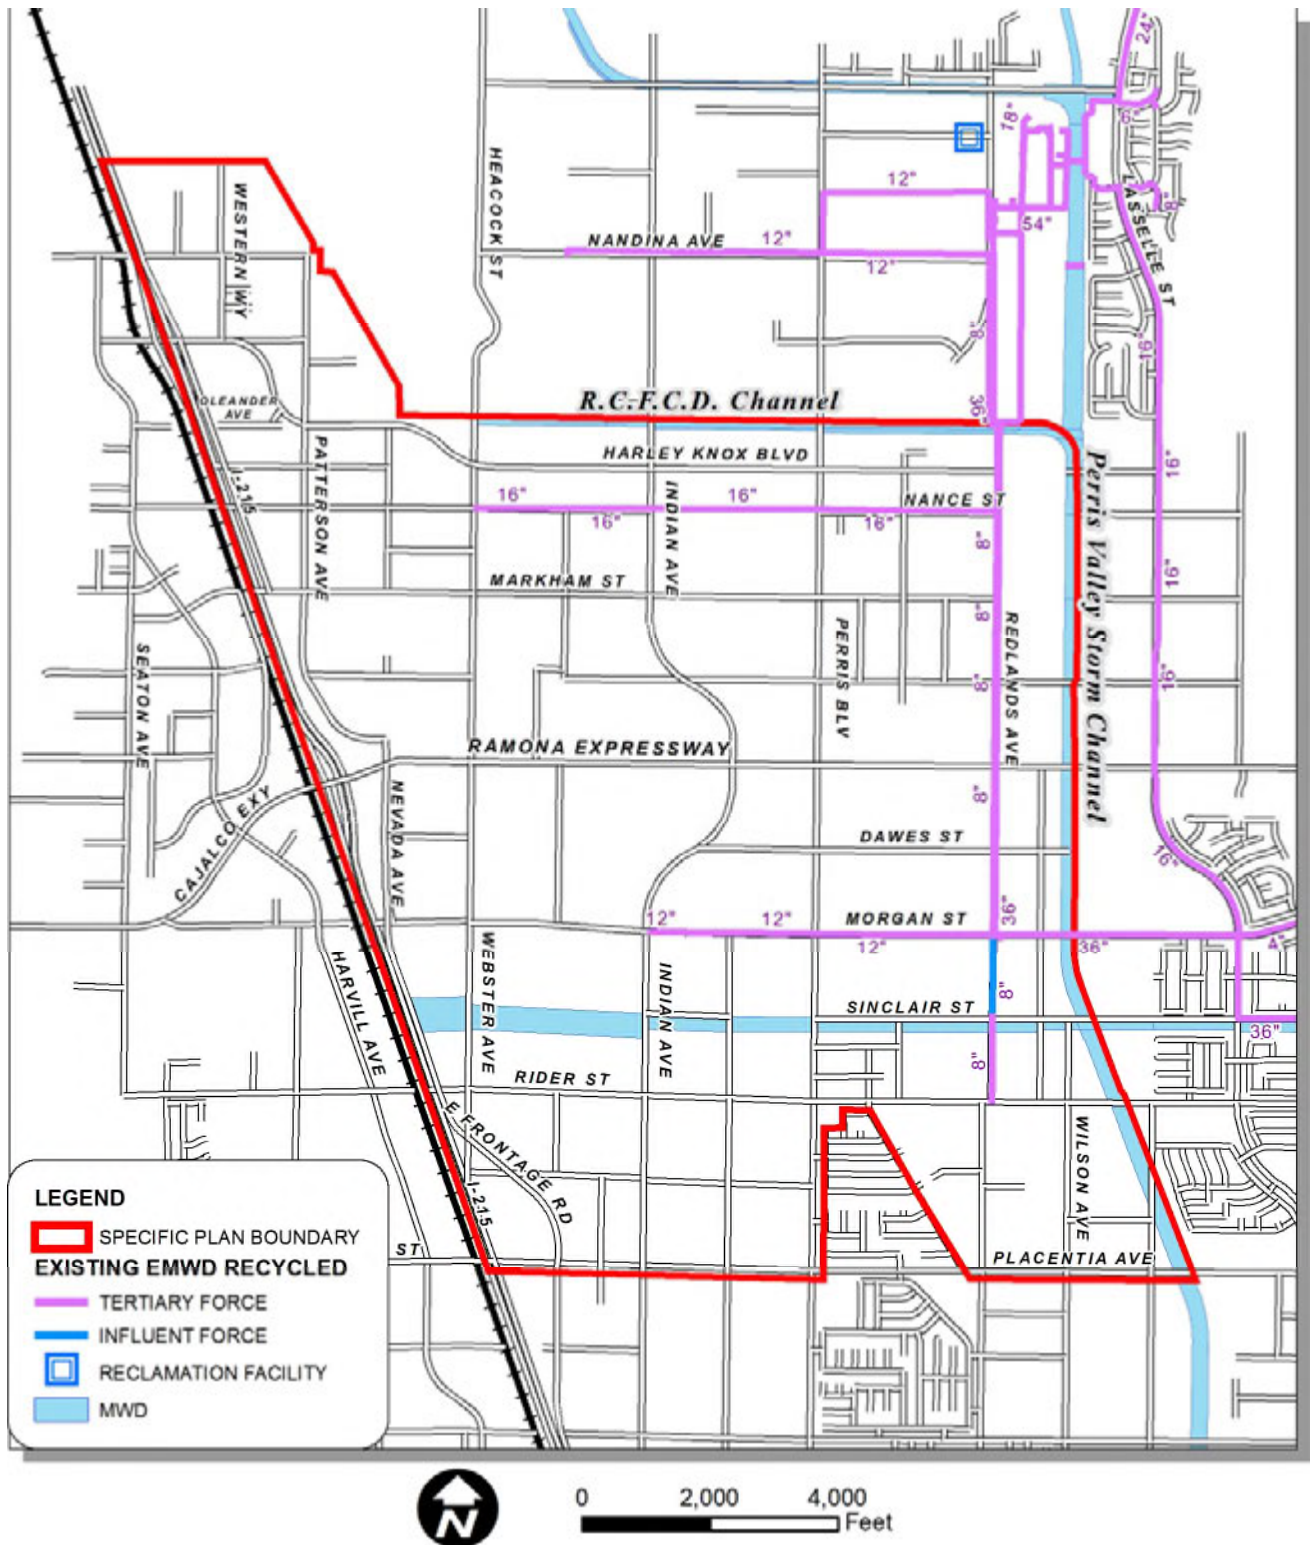 24"
6"
18"
HEACOCK ST
WESTERN WY
12"
LASSELLE ST
8"
54"
NANDINA AVE
12"
12"
8"
16"
OLEANDER
AVE
R.C.F.C.D. Channel
36"
HARLEY KNOX BLVD
PATTERSON AVE
I-215
Perris Valley Storm Channel
16"
16"
16"
INDIAN AVE
NANCE ST
16"
16"
8"
MARKHAM ST
16"
8"
SEATON AVE
PERRIS BLV
REDLANDS AVE
8"
16"
RAMONA EXPRESSWAY
CAJALCO EXY
NEVADA AVE
8"
DAWES ST
16"
12"
12"
MORGAN ST
36"
12"
36"
4"
HARVILL AVE
WEBSTER AVE
INDIAN AVE
8"
SINCLAIR ST
36"
8"
RIDER ST
E FRONTAGE RD
WILSON AVE
I-215
ST
PLACENTIA AVE
LEGEND
SPECIFIC PLAN BOUNDARY
EXISTING EMWD RECYCLED
TERTIARY FORCE
INFLUENT FORCE
RECLAMATION FACILITY
MWD
N
0 2,000 4,000
Feet